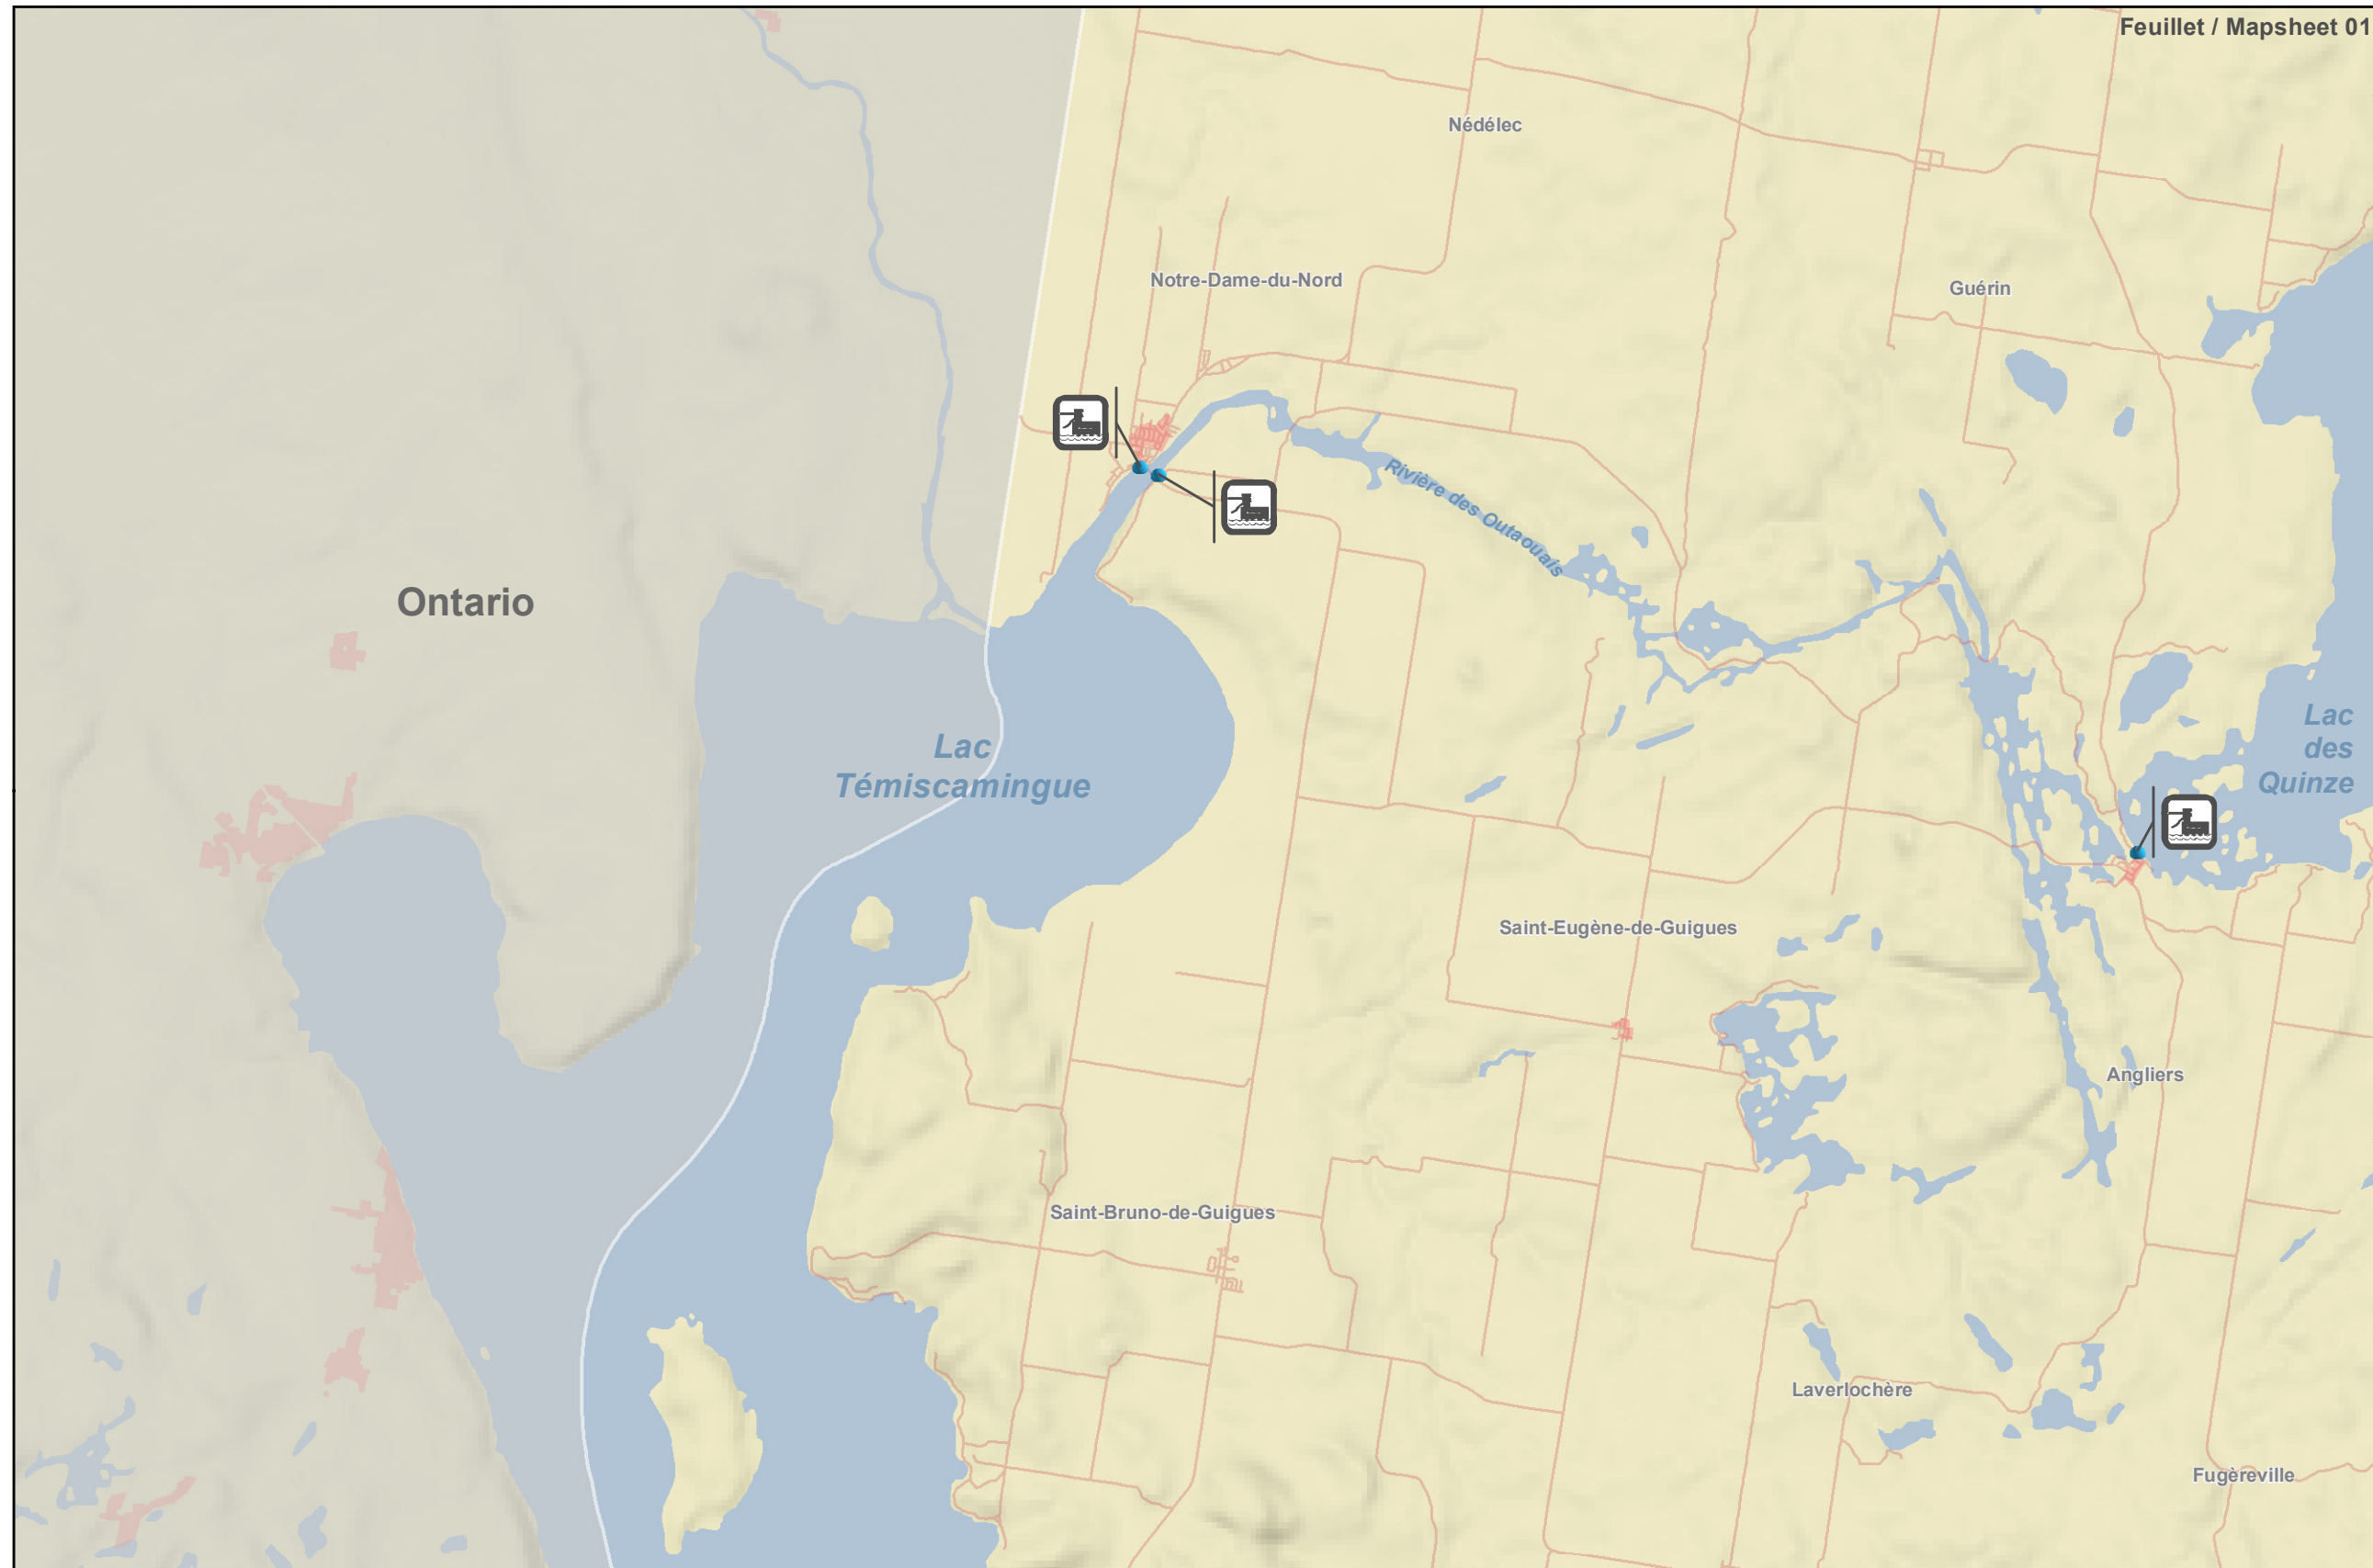 Feuillet / Mapsheet 01
Nédélec
Notre-Dame-du-Nord
Guérin
Rivière des Outaouais
Ontario
Lac
des
Quinze
Lac
Témiscamingue
Saint-Eugène-de-Guigues
Angliers
Saint-Bruno-de-Guigues
Laverlochère
Fugèreville